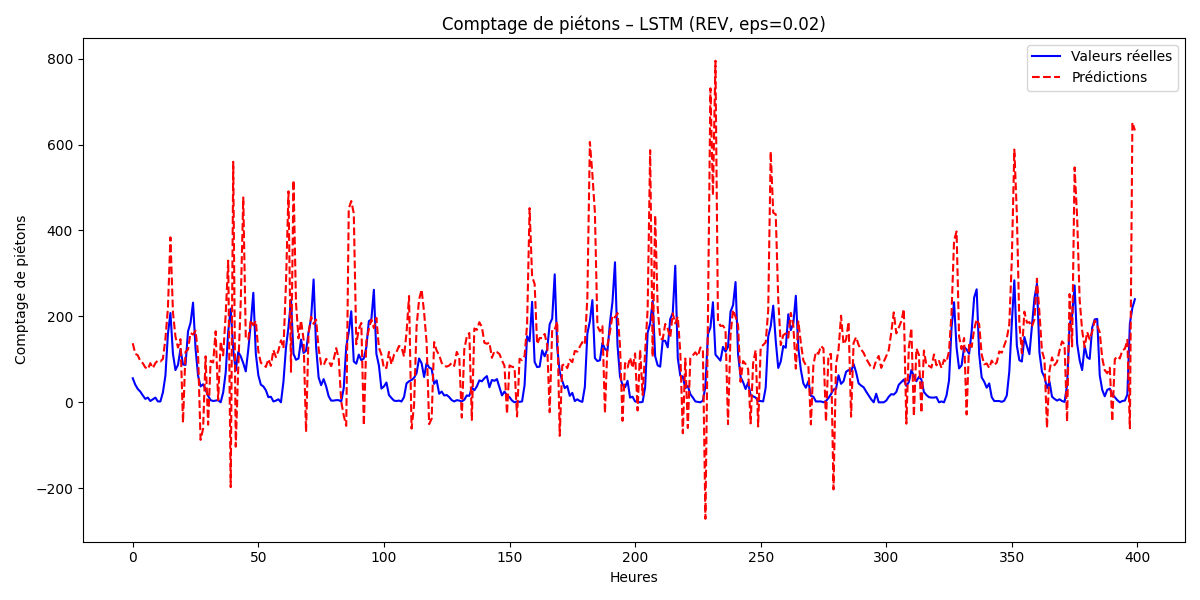 Comptage de piétons – LSTM (REV, eps=0.02)
Valeurs réelles
Prédictions
Comptage de piétons
800
600
400
200
0
−200
0 50 100 150 200 250 300 350 400
Heures